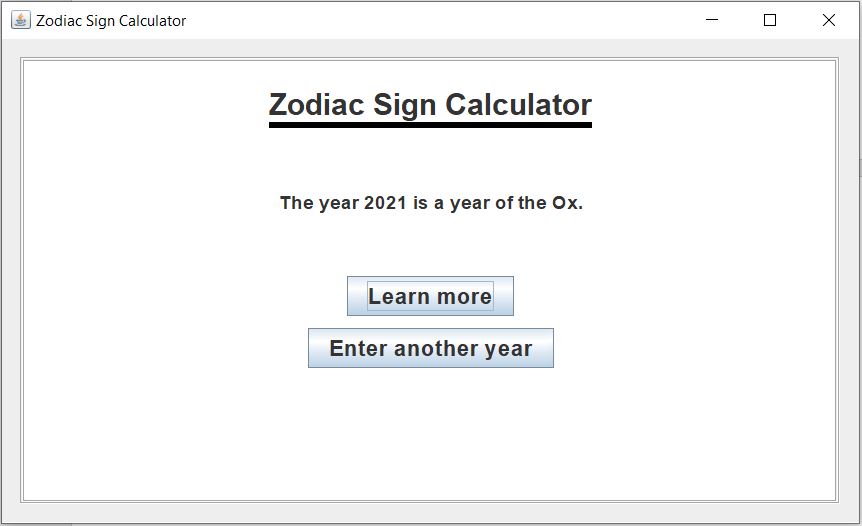 Zodiac Sign Calculator
Zodiac Sign Calculator
The year 2021 is a year of the Ox.
Learn more
Enter another year